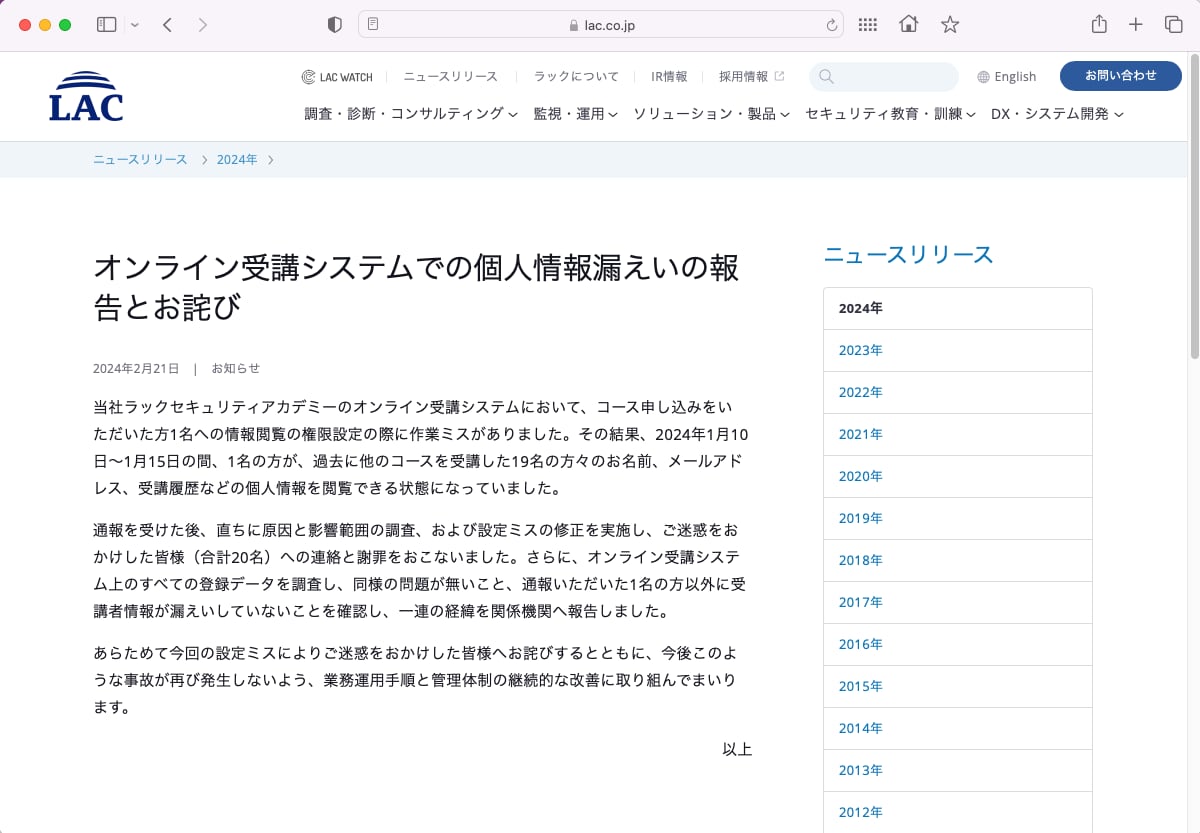 lac.co.jp
LAC
LAC WATCH
ニュースリリース
ラックについて
IR情報
採用情報
English
お問い合わせ
調査・診断・コンサルティング
監視・運用
ソリューション・製品
セキュリティ教育・訓練
DX・システム開発
ニュースリリース
2024年
オンライン受講システムでの個人情報漏えいの報
告とお詫び
2024年2月21日 | お知らせ
当社ラックセキュリティアカデミーのオンライン受講システムにおいて、コース申し込みをい
ただいた方1名への情報閲覧の権限設定の際に作業ミスがありました。その結果、2024年1月10
日～1月15日の間、1名の方が、過去に他のコースを受講した19名の方々のお名前、メールアド
レス、受講履歴などの個人情報を閲覧できる状態になっていました。
通報を受けた後、直ちに原因と影響範囲の調査、および設定ミスの修正を実施し、ご迷惑をお
かけした皆様（合計20名）への連絡と謝罪をおこないました。さらに、オンライン受講システ
ム上のすべての登録データを調査し、同様の問題が無いこと、通報いただいた1名の方以外に受
講者情報が漏えいしていないことを確認し、一連の経緯を関係機関へ報告しました。
あらためて今回の設定ミスによりご迷惑をおかけした皆様へお詫びするとともに、今後このよ
うな事故が再び発生しないよう、業務運用手順と管理体制の継続的な改善に取り組んでまいり
ます。
以上
ニュースリリース
2024年
2023年
2022年
2021年
2020年
2019年
2018年
2017年
2016年
2015年
2014年
2013年
2012年